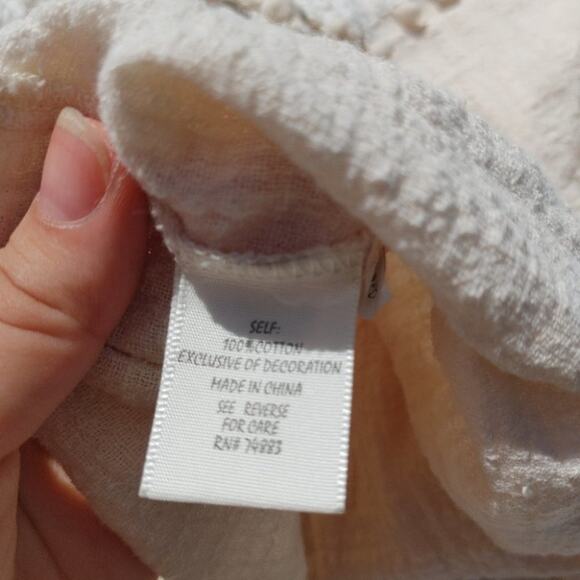 SELF:
100% COTTON
EXCLUSIVE OF DECORATION
MADE IN CHINA
SEE REVERSE
FOR CARE
RN# 74883